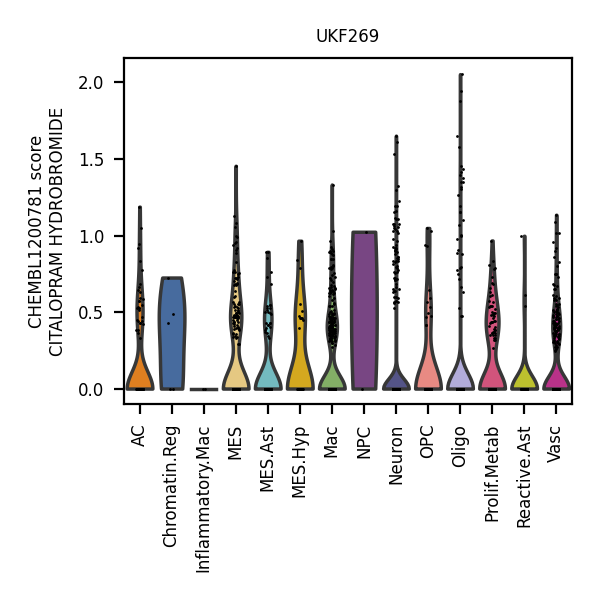 UKF269
CHEMBL1200781 score
CITALOPRAM HYDROBROMIDE
2.0
1.5
1.0
0.5
0.0
AC
Chromatin.Reg
Inflammatory.Mac
MES
MES.Ast
MES.Hyp
Mac
NPC
Neuron
OPC
Oligo
Prolif.Metab
Reactive.Ast
Vasc